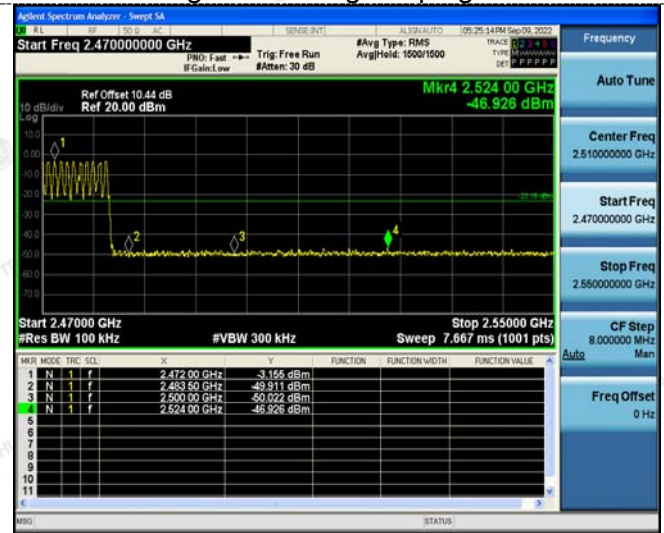 Agilent Spectrum Analyzer - Swept SA
RL RF 50 Ω AC SENSE:INT ALIGNAUTO 05:25:14 PM Sep 09, 2022
Start Freq 2.470000000 GHz
PNO: Fast
IFGain:Low
Trig: Free Run
#Atten: 30 dB
#Avg Type: RMS
Avg|Hold: 1500/1500
TRACE 1 2 3 4 5 6
TYPE
DET P P P P P P
Frequency
Auto Tune
Center Freq
2.510000000 GHz
Start Freq
2.470000000 GHz
Stop Freq
2.550000000 GHz
CF Step
8.000000 MHz
Auto Man
Freq Offset
0 Hz
Mkr4 2.524 00 GHz
-46.926 dBm
Ref Offset 10.44 dB
10 dB/div Ref 20.00 dBm
Log
10.0
0.00
-10.0
-20.0
-30.0
-40.0
-50.0
-60.0
-70.0
1
2
3
4
Start 2.47000 GHz Stop 2.55000 GHz
#Res BW 100 kHz #VBW 300 kHz Sweep 7.667 ms (1001 pts)
MKR MODE TRC SCL X Y FUNCTION FUNCTION WIDTH FUNCTION VALUE
1 N 1 f 2.472 00 GHz -3.155 dBm
2 N 1 f 2.483 50 GHz -49.911 dBm
3 N 1 f 2.500 00 GHz -50.022 dBm
4 N 1 f 2.524 00 GHz -46.926 dBm
5
6
7
8
9
10
11
MSG STATUS